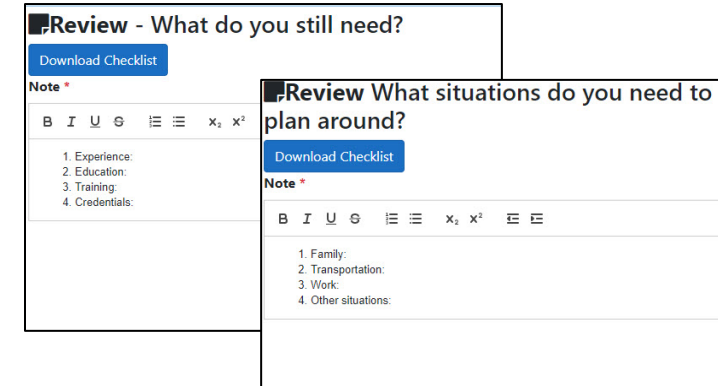 Review - What do you still need?
Download Checklist
Note *
B I U S x₂ x²
1. Experience:
2. Education:
3. Training:
4. Credentials:
Review What situations do you need to
plan around?
Download Checklist
Note *
B I U S x₂ x²
1. Family:
2. Transportation:
3. Work:
4. Other situations: